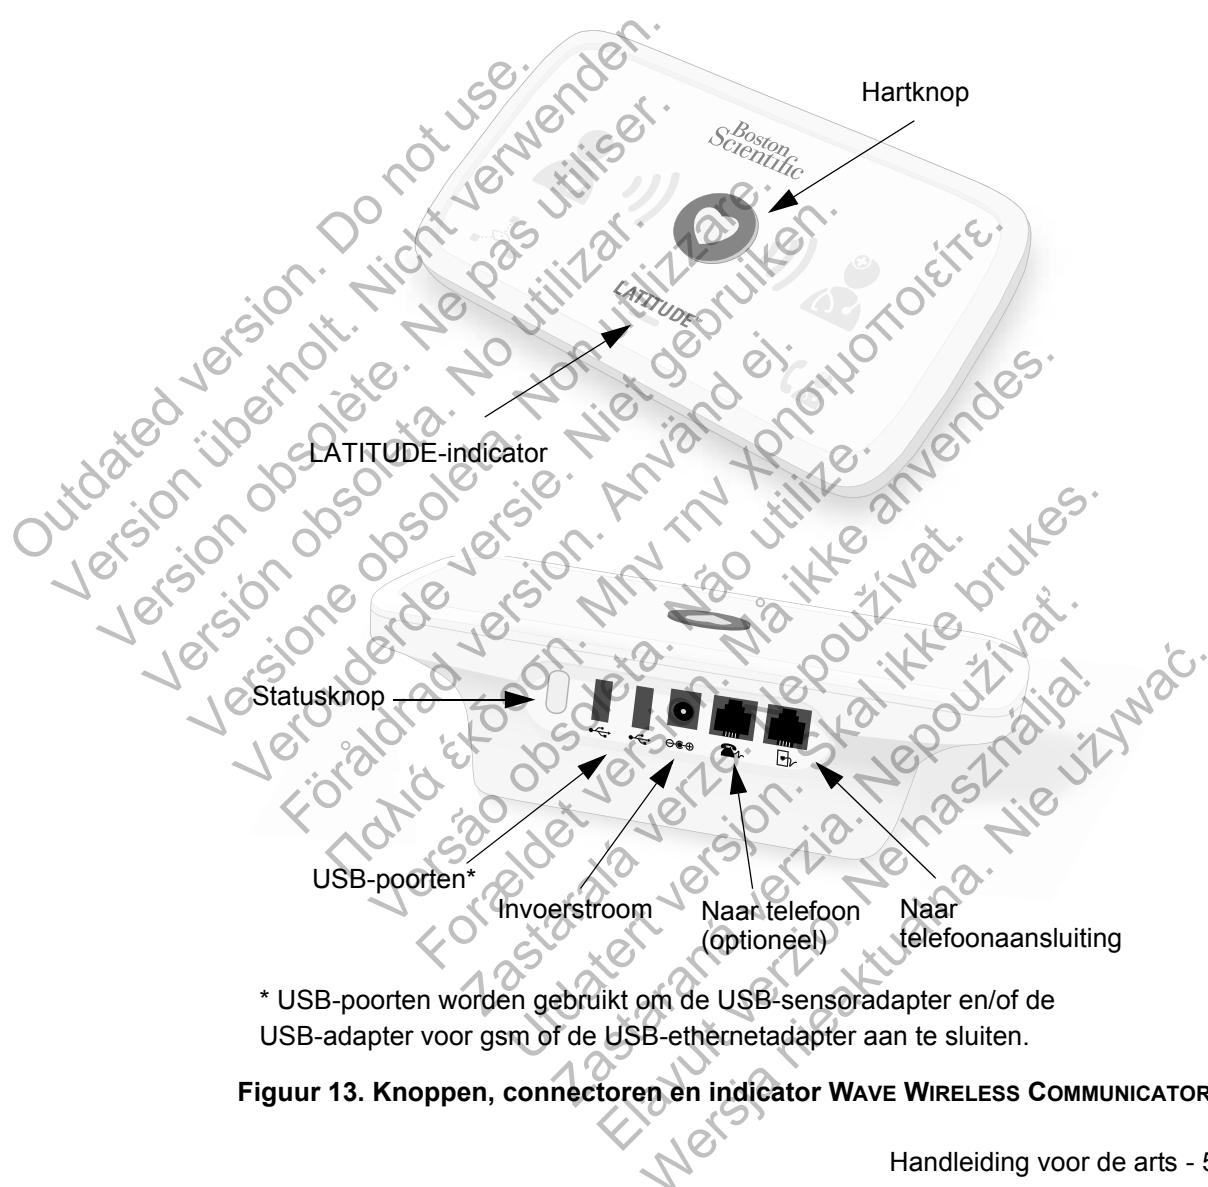 Hartknop
Boston
Scientific
LATITUDE™
LATITUDE-indicator
Statusknop
USB-poorten*
Invoerstroom
Naar telefoon
(optioneel)
Naar
telefoonaansluiting
* USB-poorten worden gebruikt om de USB-sensoradapter en/of de
USB-adapter voor gsm of de USB-ethernetadapter aan te sluiten.
Figuur 13. Knoppen, connectoren en indicator WAVE WIRELESS COMMUNICATOR
Handleiding voor de arts - 5
Outdated version. Do not use.
Version überholt. Nicht verwenden.
Version obsolète. Ne pas utiliser.
Versión obsoleta. No utilizar.
Versione obsoleta. Non utilizzare.
Verouderde versie. Niet gebruiken.
Föråldrad version. Använd ej.
Παλιά έκδοση. Μην την χρησιμοποιείτε.
Versão obsoleta. Não utilize.
Forældet version. Må ikke anvendes.
Zastaralá verze. Nepoužívat.
Utdatert versjon. Skal ikke brukes.
Zastaraná verzia. Nepoužívať.
Elavult verzió. Ne használja!
Wersja nieaktualna. Nie używać.